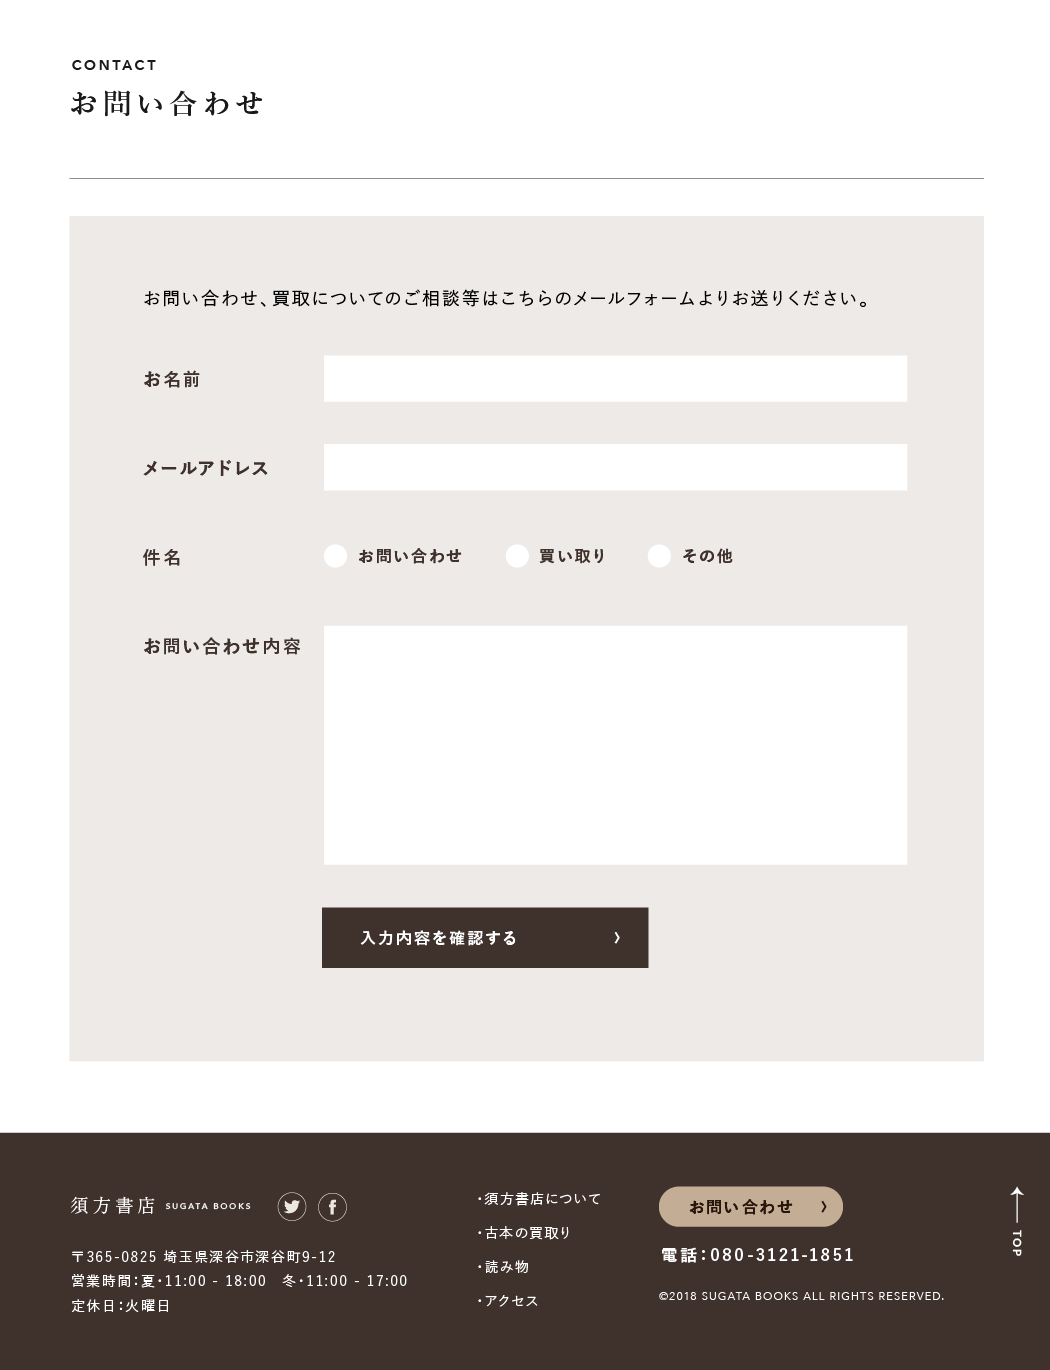 CONTACT
お問い合わせ
お問い合わせ、買取についてのご相談等はこちらのメールフォームよりお送りください。
お名前
メールアドレス
件名
お問い合わせ 買い取り その他
お問い合わせ内容
入力内容を確認する
須方書店 SUGATA BOOKS
〒365-0825 埼玉県深谷市深谷町9-12
営業時間：夏・11:00 - 18:00　冬・11:00 - 17:00
定休日：火曜日
・須方書店について
・古本の買取り
・読み物
・アクセス
お問い合わせ
電話：080-3121-1851
©2018 SUGATA BOOKS ALL RIGHTS RESERVED.
TOP